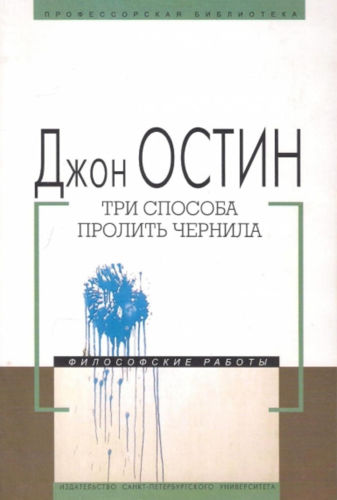 ПРОФЕССОРСКАЯ БИБЛИОТЕКА
Джон ОСТИН
ТРИ СПОСОБА
ПРОЛИТЬ ЧЕРНИЛА
ФИЛОСОФСКИЕ РАБОТЫ
ИЗДАТЕЛЬСТВО САНКТ-ПЕТЕРБУРГСКОГО УНИВЕРСИТЕТА